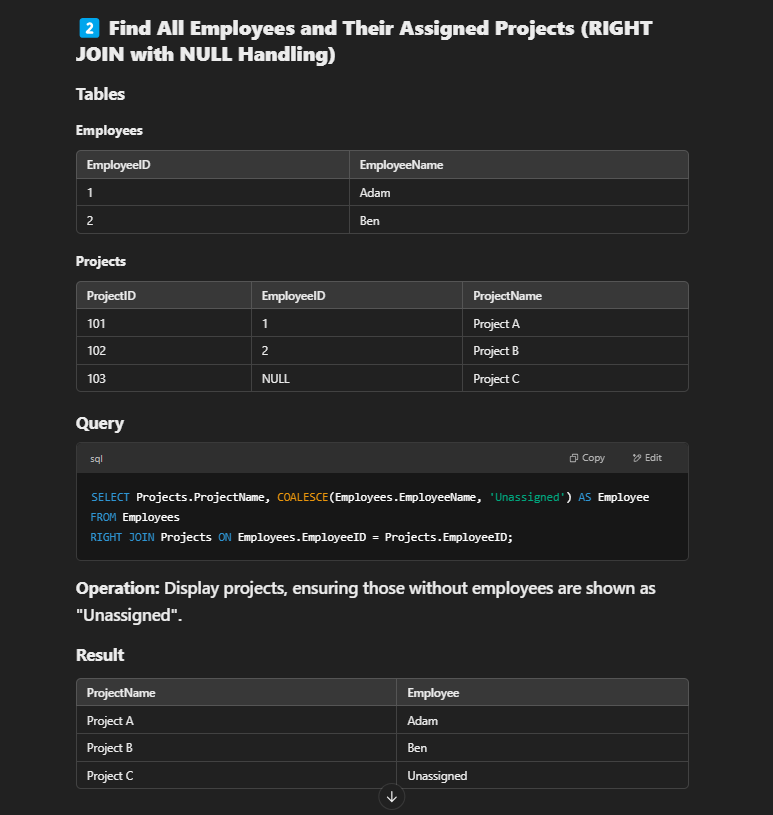 2 Find All Employees and Their Assigned Projects (RIGHT
JOIN with NULL Handling)
Tables
Employees
EmployeeID EmployeeName
1 Adam
2 Ben
Projects
ProjectID EmployeeID ProjectName
101 1 Project A
102 2 Project B
103 NULL Project C
Query
sql Copy Edit
SELECT Projects.ProjectName, COALESCE(Employees.EmployeeName, 'Unassigned') AS Employee
FROM Employees
RIGHT JOIN Projects ON Employees.EmployeeID = Projects.EmployeeID;
Operation: Display projects, ensuring those without employees are shown as
"Unassigned".
Result
ProjectName Employee
Project A Adam
Project B Ben
Project C Unassigned